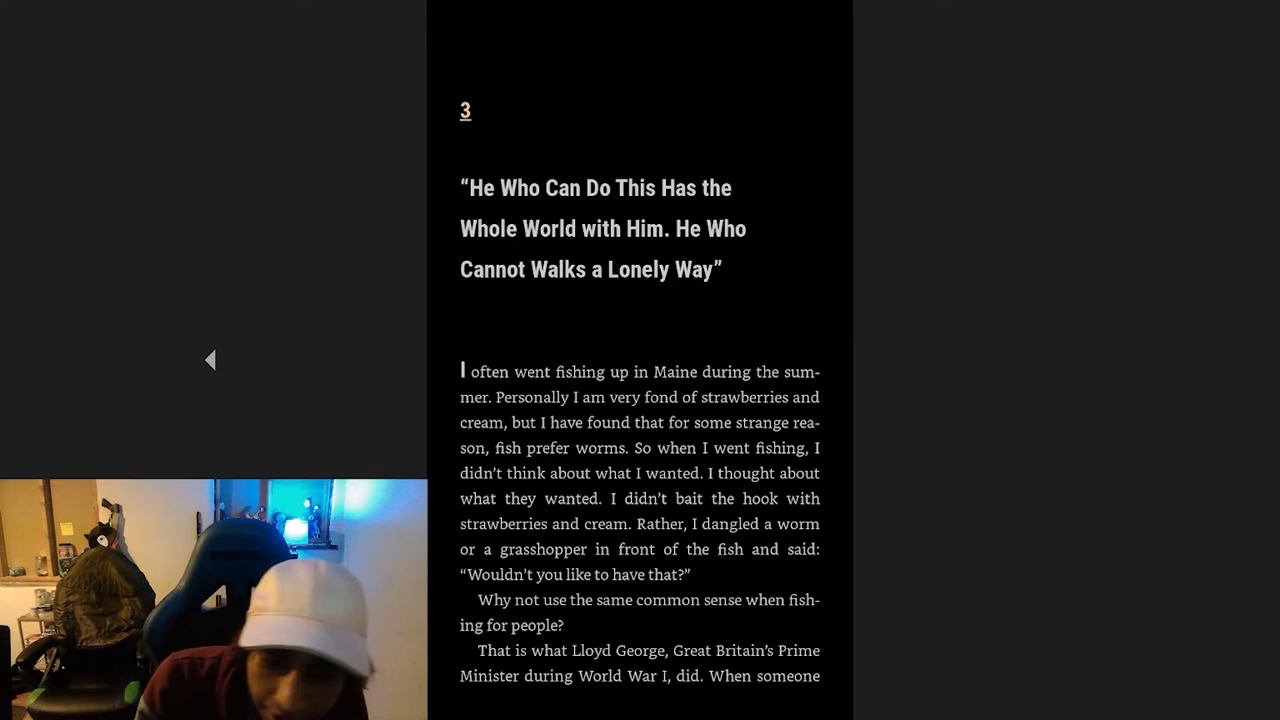 3
“He Who Can Do This Has the
Whole World with Him. He Who
Cannot Walks a Lonely Way”
I often went fishing up in Maine during the sum-
mer. Personally I am very fond of strawberries and
cream, but I have found that for some strange rea-
son, fish prefer worms. So when I went fishing, I
didn’t think about what I wanted. I thought about
what they wanted. I didn’t bait the hook with
strawberries and cream. Rather, I dangled a worm
or a grasshopper in front of the fish and said:
“Wouldn’t you like to have that?”
Why not use the same common sense when fish-
ing for people?
That is what Lloyd George, Great Britain’s Prime
Minister during World War I, did. When someone